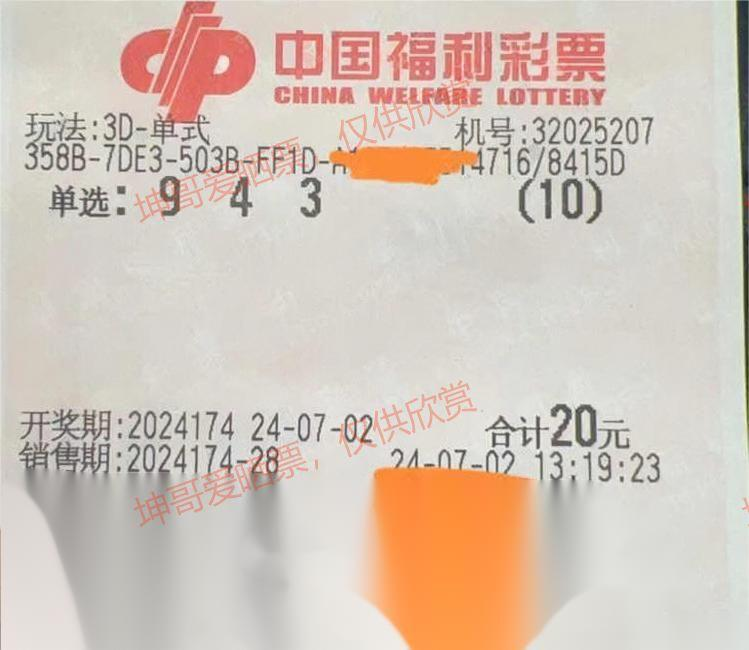 中国福利彩票
CHINA WELFARE LOTTERY
玩法:3D-单式 机号:32025207
358B-7DE3-503B-FF1D- 4716/8415D
单选: 9 4 3 (10)
坤哥爱晒票，仅供欣赏
开奖期:2024174 24-07-02 合计20元
销售期:2024174-28 24-07-02 13:19:23
坤哥爱晒票，仅供欣赏